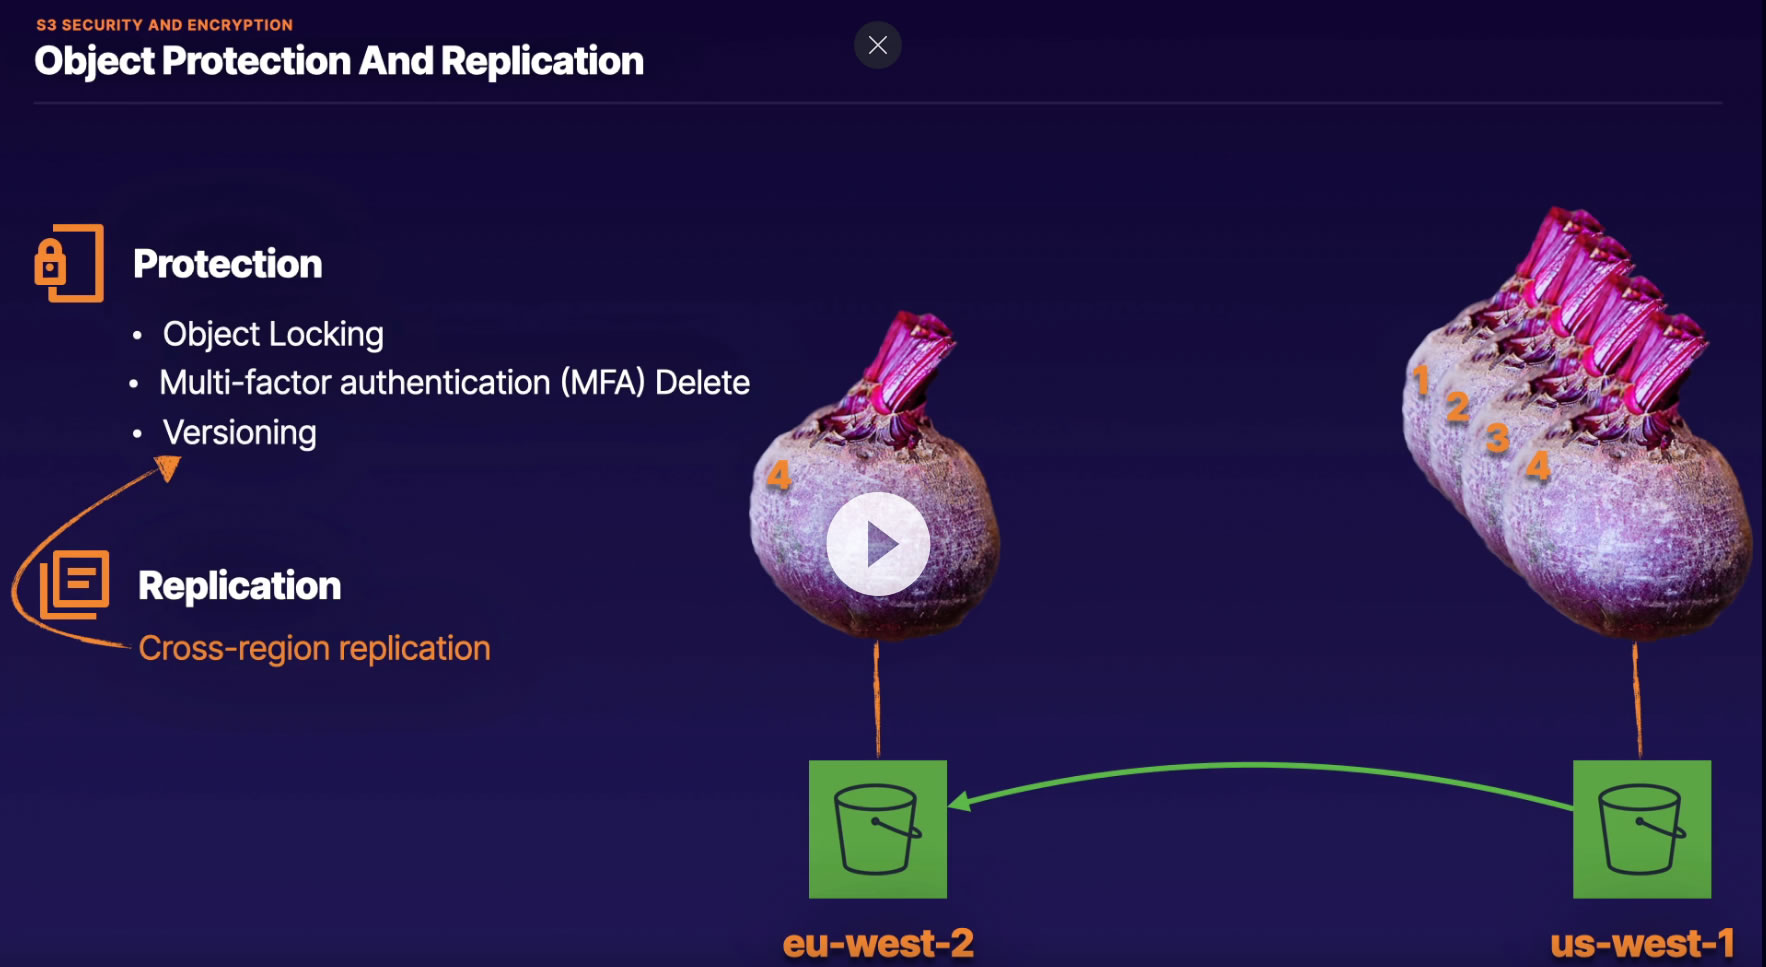 S3 SECURITY AND ENCRYPTION
Object Protection And Replication
Protection
• Object Locking
• Multi-factor authentication (MFA) Delete
• Versioning
Replication
Cross-region replication
4
1
2
3
4
eu-west-2
us-west-1